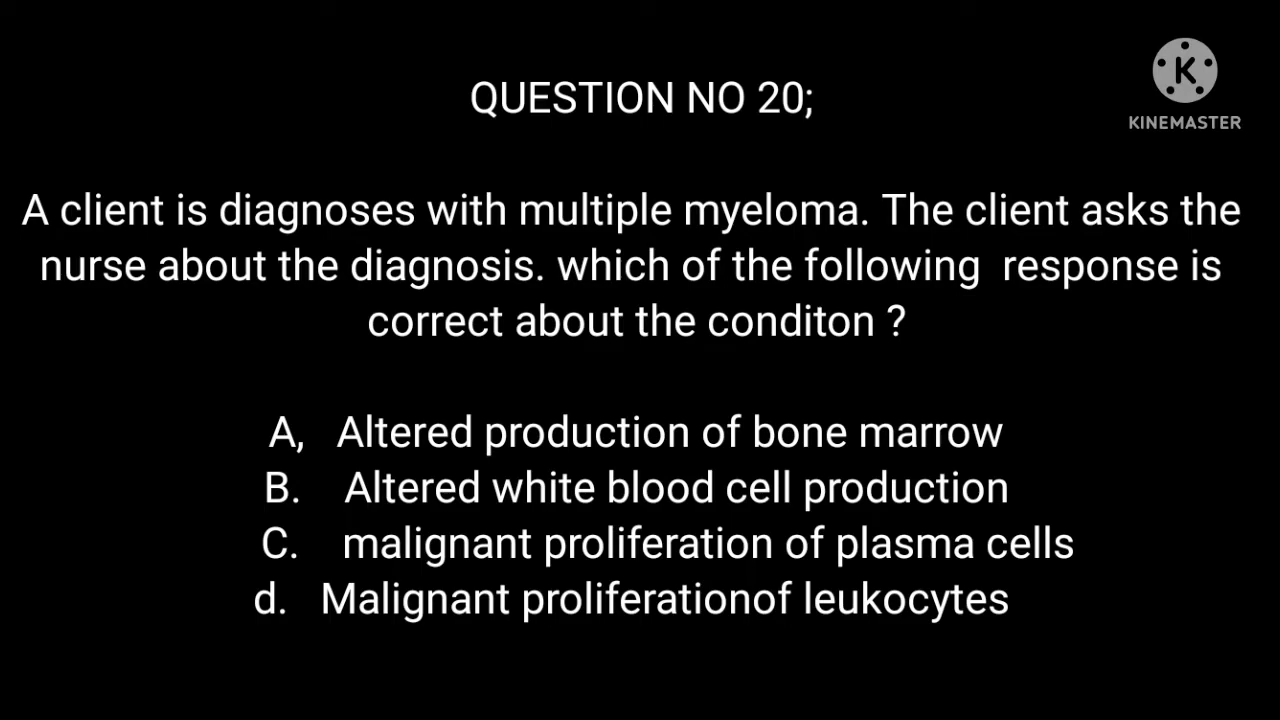 QUESTION NO 20;
K
KINEMASTER
A client is diagnoses with multiple myeloma. The client asks the
nurse about the diagnosis. which of the following response is
correct about the conditon ?
A, Altered production of bone marrow
B. Altered white blood cell production
C. malignant proliferation of plasma cells
d. Malignant proliferationof leukocytes